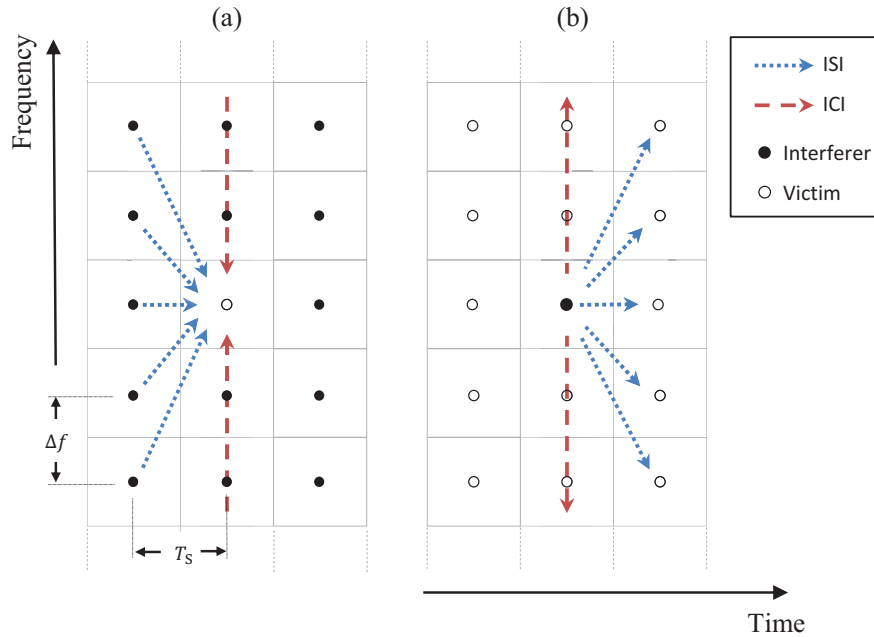 (a)
(b)
Frequency
ISI
ICI
Interferer
Victim
Δf
T_S
Time